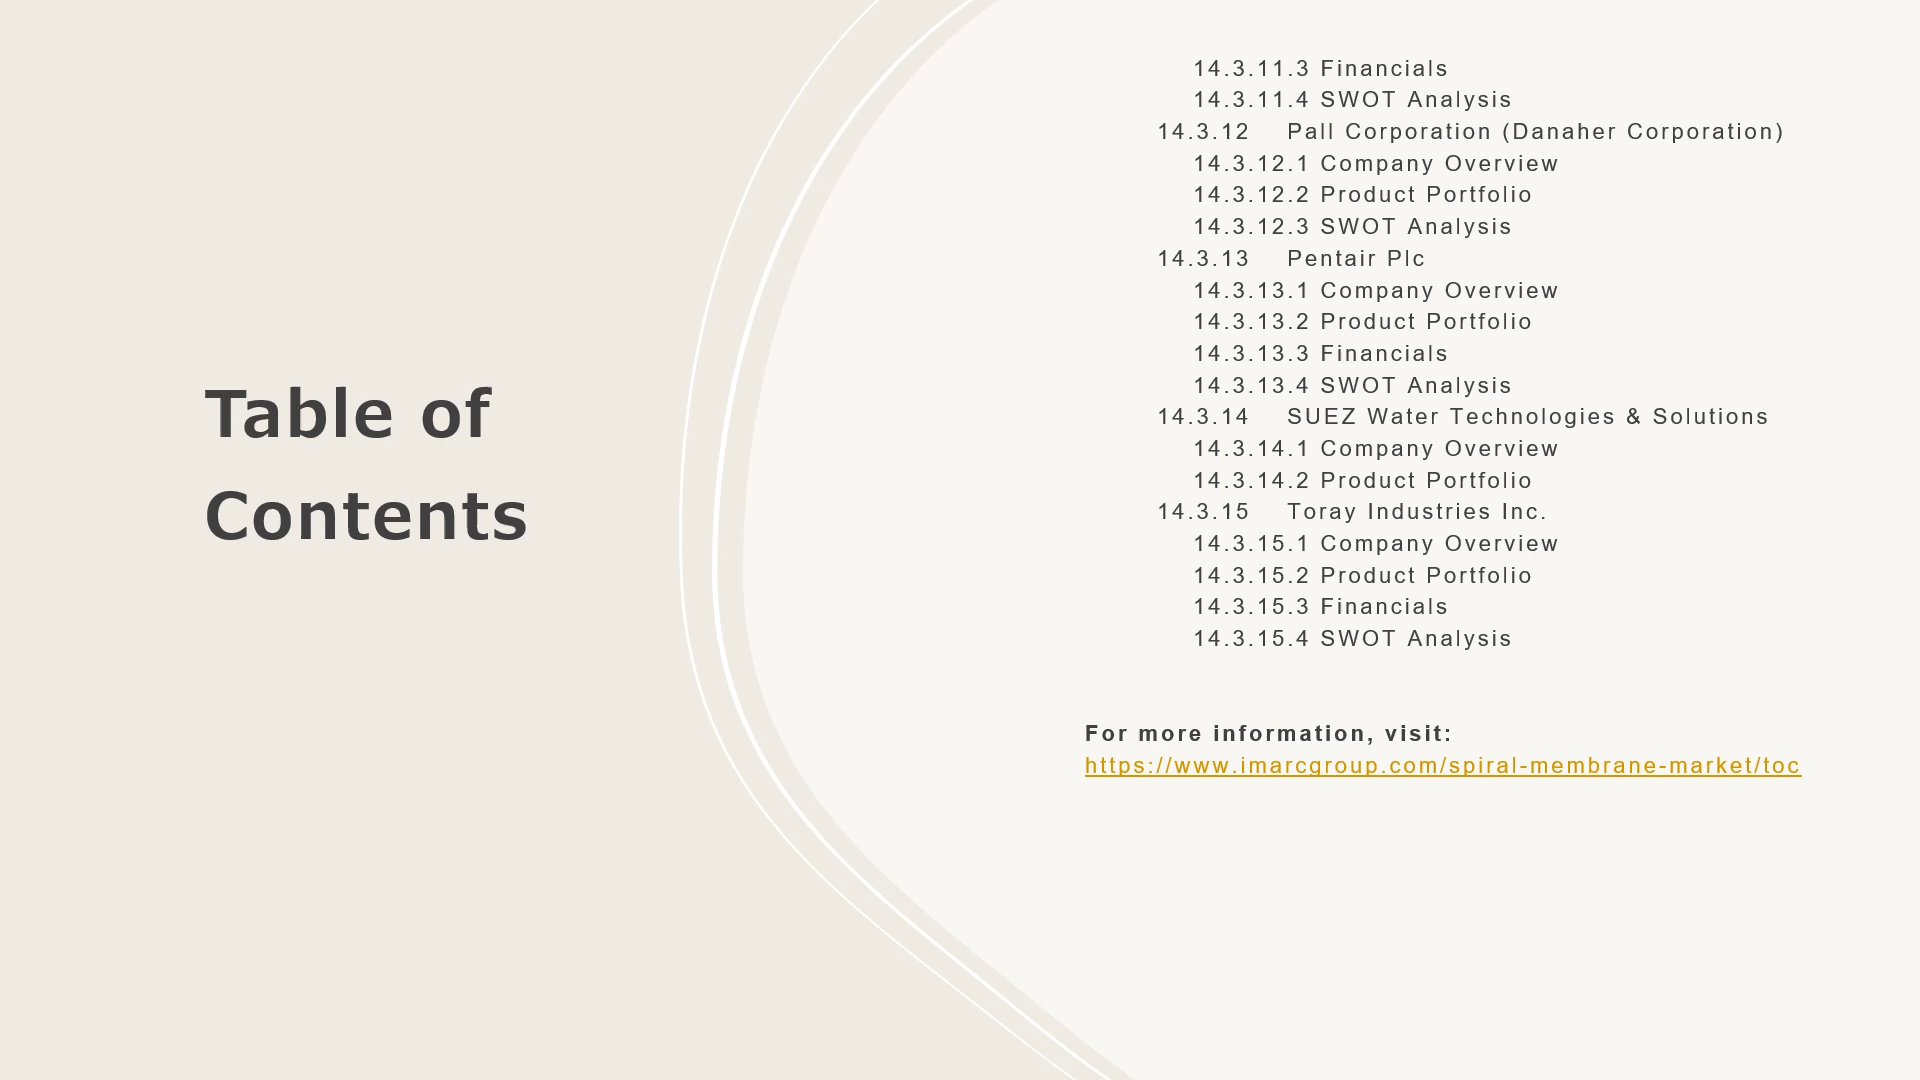 Table of
Contents
14.3.11.3 Financials
14.3.11.4 SWOT Analysis
14.3.12 Pall Corporation (Danaher Corporation)
14.3.12.1 Company Overview
14.3.12.2 Product Portfolio
14.3.12.3 SWOT Analysis
14.3.13 Pentair Plc
14.3.13.1 Company Overview
14.3.13.2 Product Portfolio
14.3.13.3 Financials
14.3.13.4 SWOT Analysis
14.3.14 SUEZ Water Technologies & Solutions
14.3.14.1 Company Overview
14.3.14.2 Product Portfolio
14.3.15 Toray Industries Inc.
14.3.15.1 Company Overview
14.3.15.2 Product Portfolio
14.3.15.3 Financials
14.3.15.4 SWOT Analysis
For more information, visit:
https://www.imarcgroup.com/spiral-membrane-market/toc